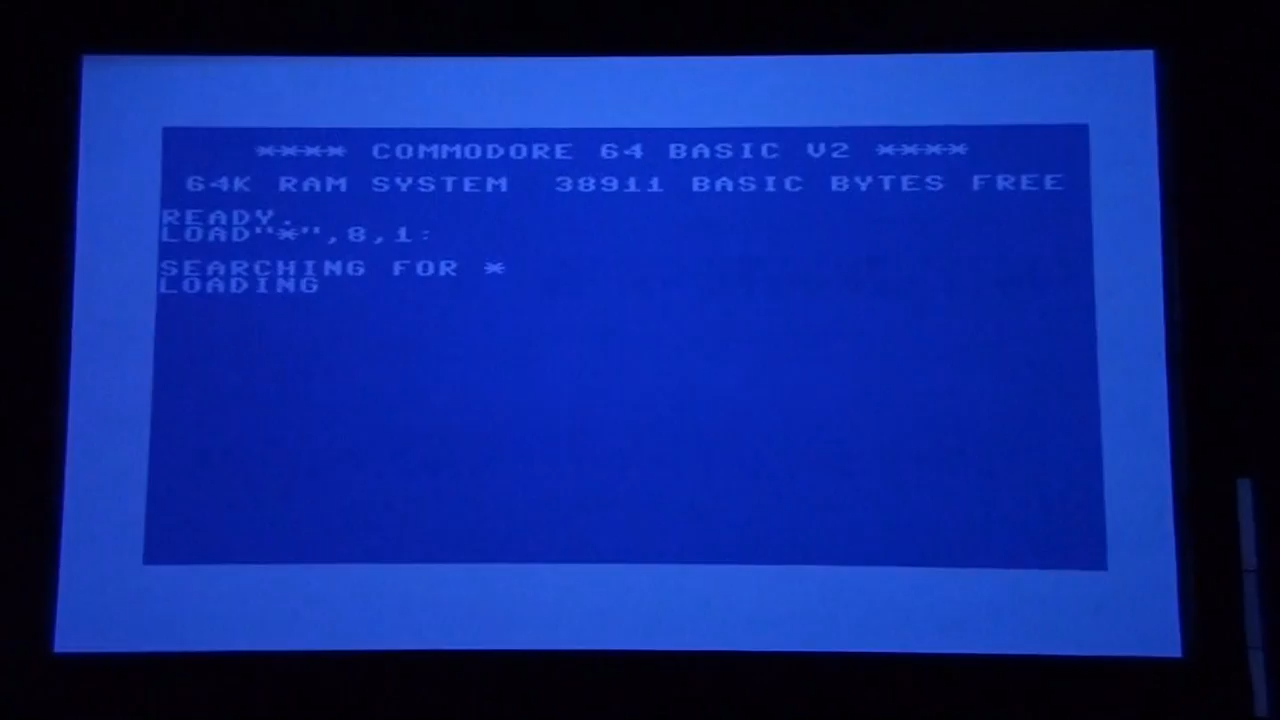 **** COMMODORE 64 BASIC V2 ****
64K RAM SYSTEM  38911 BASIC BYTES FREE
READY.
LOAD"*",8,1:
SEARCHING FOR *
LOADING